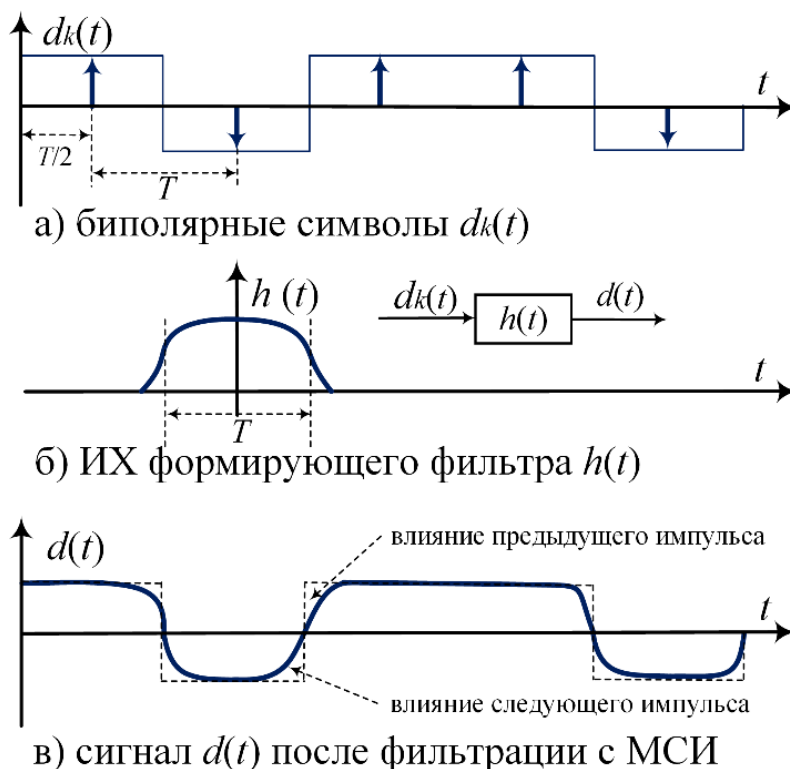 dk(t)
t
T/2
T
а) биполярные символы dk(t)
h (t)
dk(t)
h(t)
d(t)
t
T
б) ИХ формирующего фильтра h(t)
d(t)
влияние предыдущего импульса
t
влияние следующего импульса
в) сигнал d(t) после фильтрации с МСИ